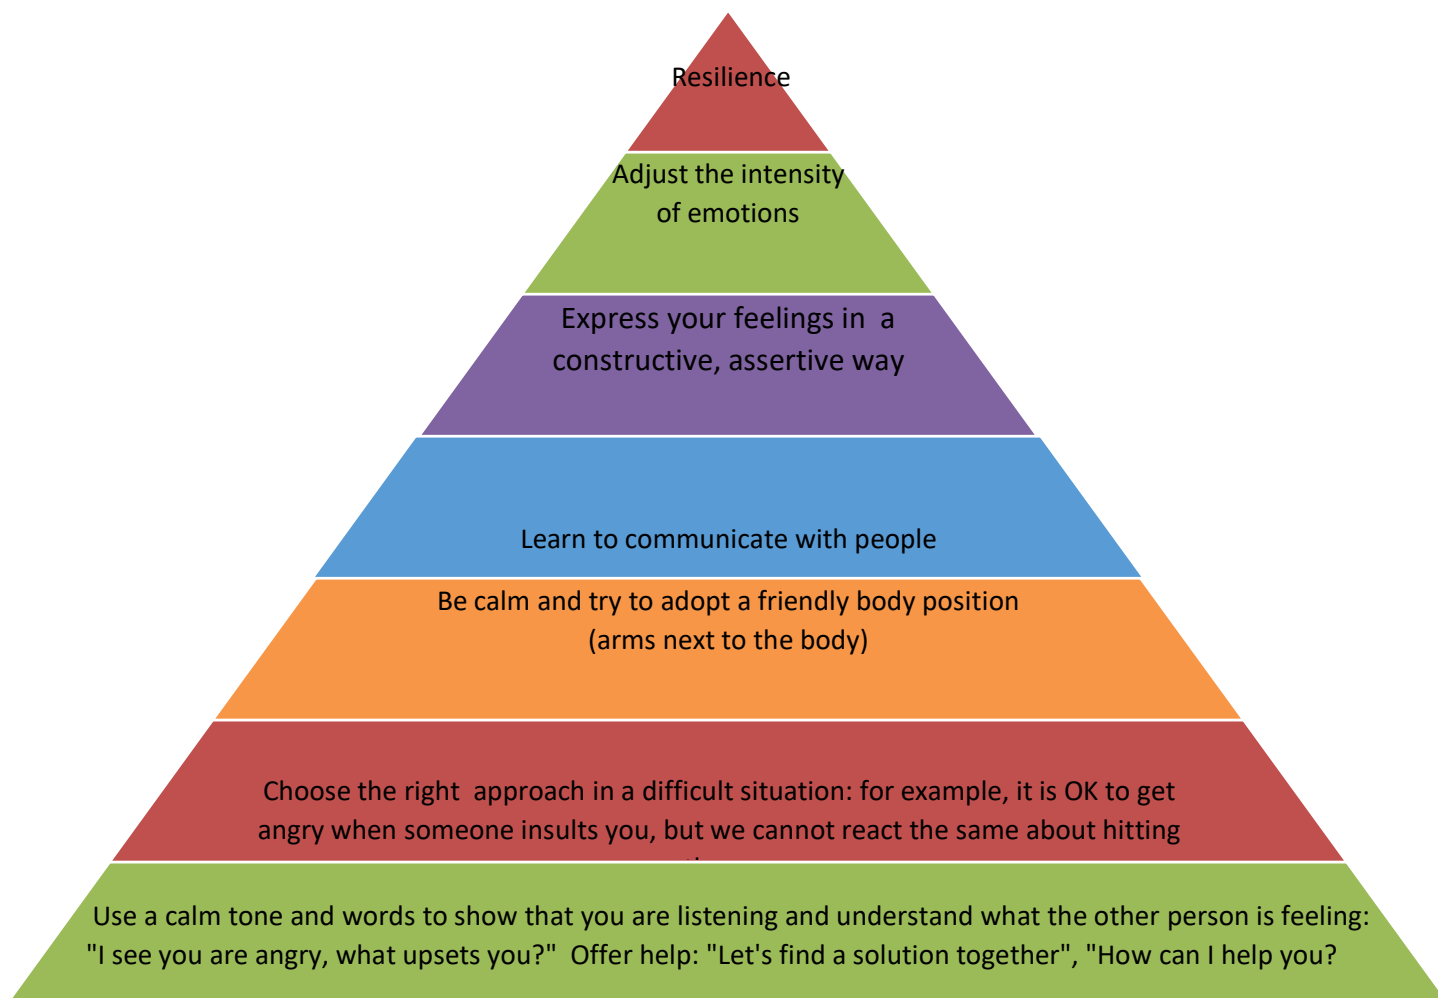 Resilience
Adjust the intensity
of emotions
Express your feelings in  a
constructive, assertive way
Learn to communicate with people
Be calm and try to adopt a friendly body position
(arms next to the body)
Choose the right  approach in a difficult situation: for example, it is OK to get
angry when someone insults you, but we cannot react the same about hitting
Use a calm tone and words to show that you are listening and understand what the other person is feeling:
"I see you are angry, what upsets you?"  Offer help: "Let's find a solution together", "How can I help you?